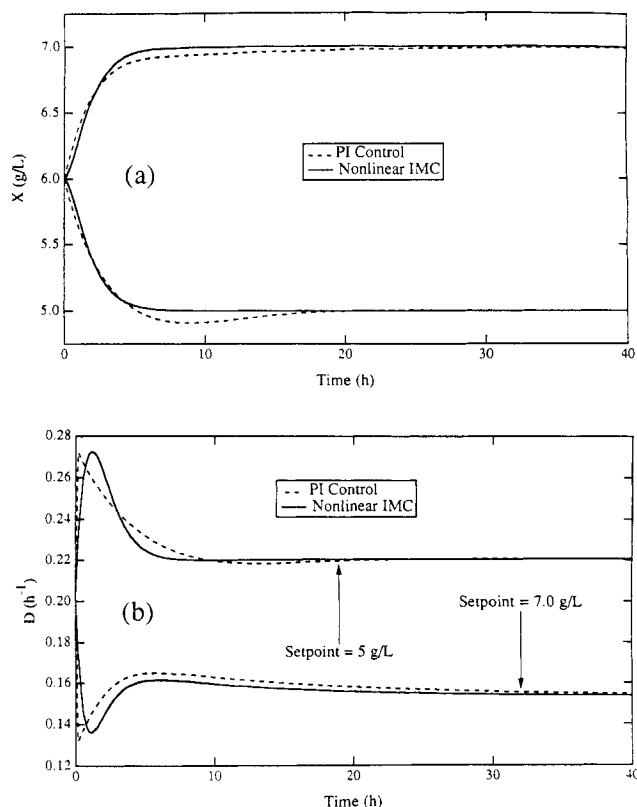 7.0
6.5
6.0
5.5
5.0
X (g/L)
(a)
PI Control
Nonlinear IMC
0
10
20
30
40
Time (h)
0.28
0.26
0.24
0.22
0.20
0.18
0.16
0.14
0.12
D (h⁻¹)
(b)
PI Control
Nonlinear IMC
Setpoint = 7.0 g/L
Setpoint = 5 g/L
0
10
20
30
40
Time (h)